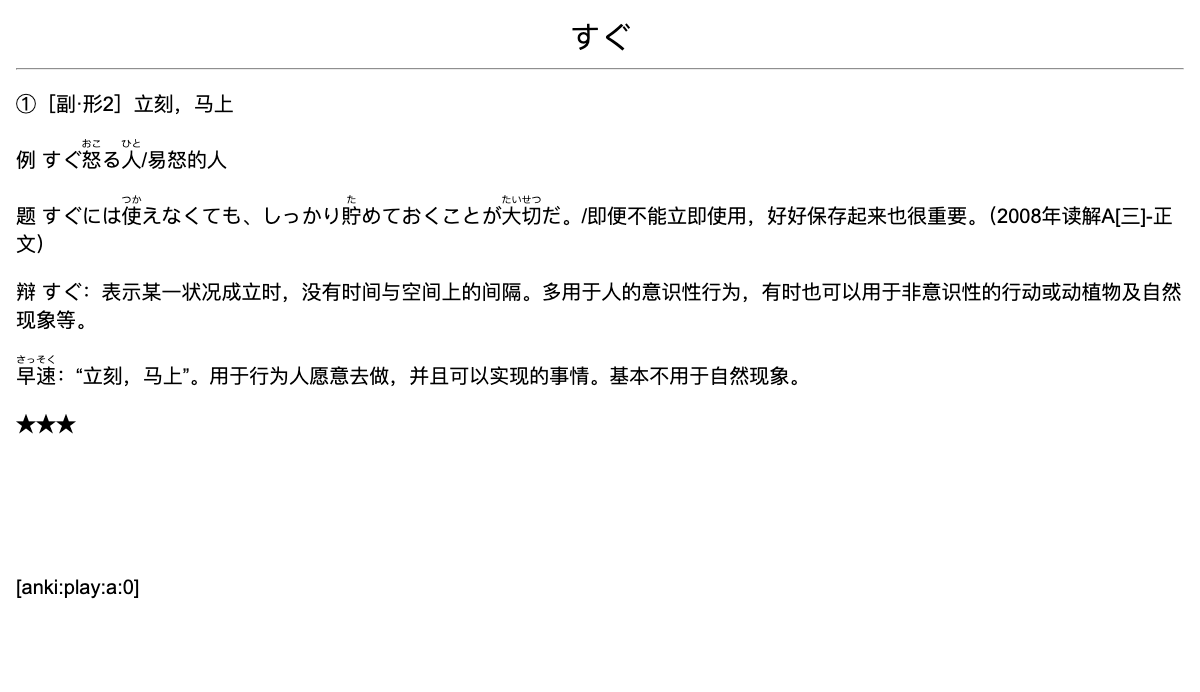 すぐ
①［副·形2］立刻，马上
おこ ひと
例 すぐ怒る人/易怒的人
つか た たいせつ
题 すぐには使えなくても、しっかり貯めておくことが大切だ。/即便不能立即使用，好好保存起来也很重要。（2008年读解A[三]-正
文）
辩 すぐ：表示某一状况成立时，没有时间与空间上的间隔。多用于人的意识性行为，有时也可以用于非意识性的行动或动植物及自然
现象等。
さっそく
早速：“立刻，马上”。用于行为人愿意去做，并且可以实现的事情。基本不用于自然现象。
★★★
[anki:play:a:0]